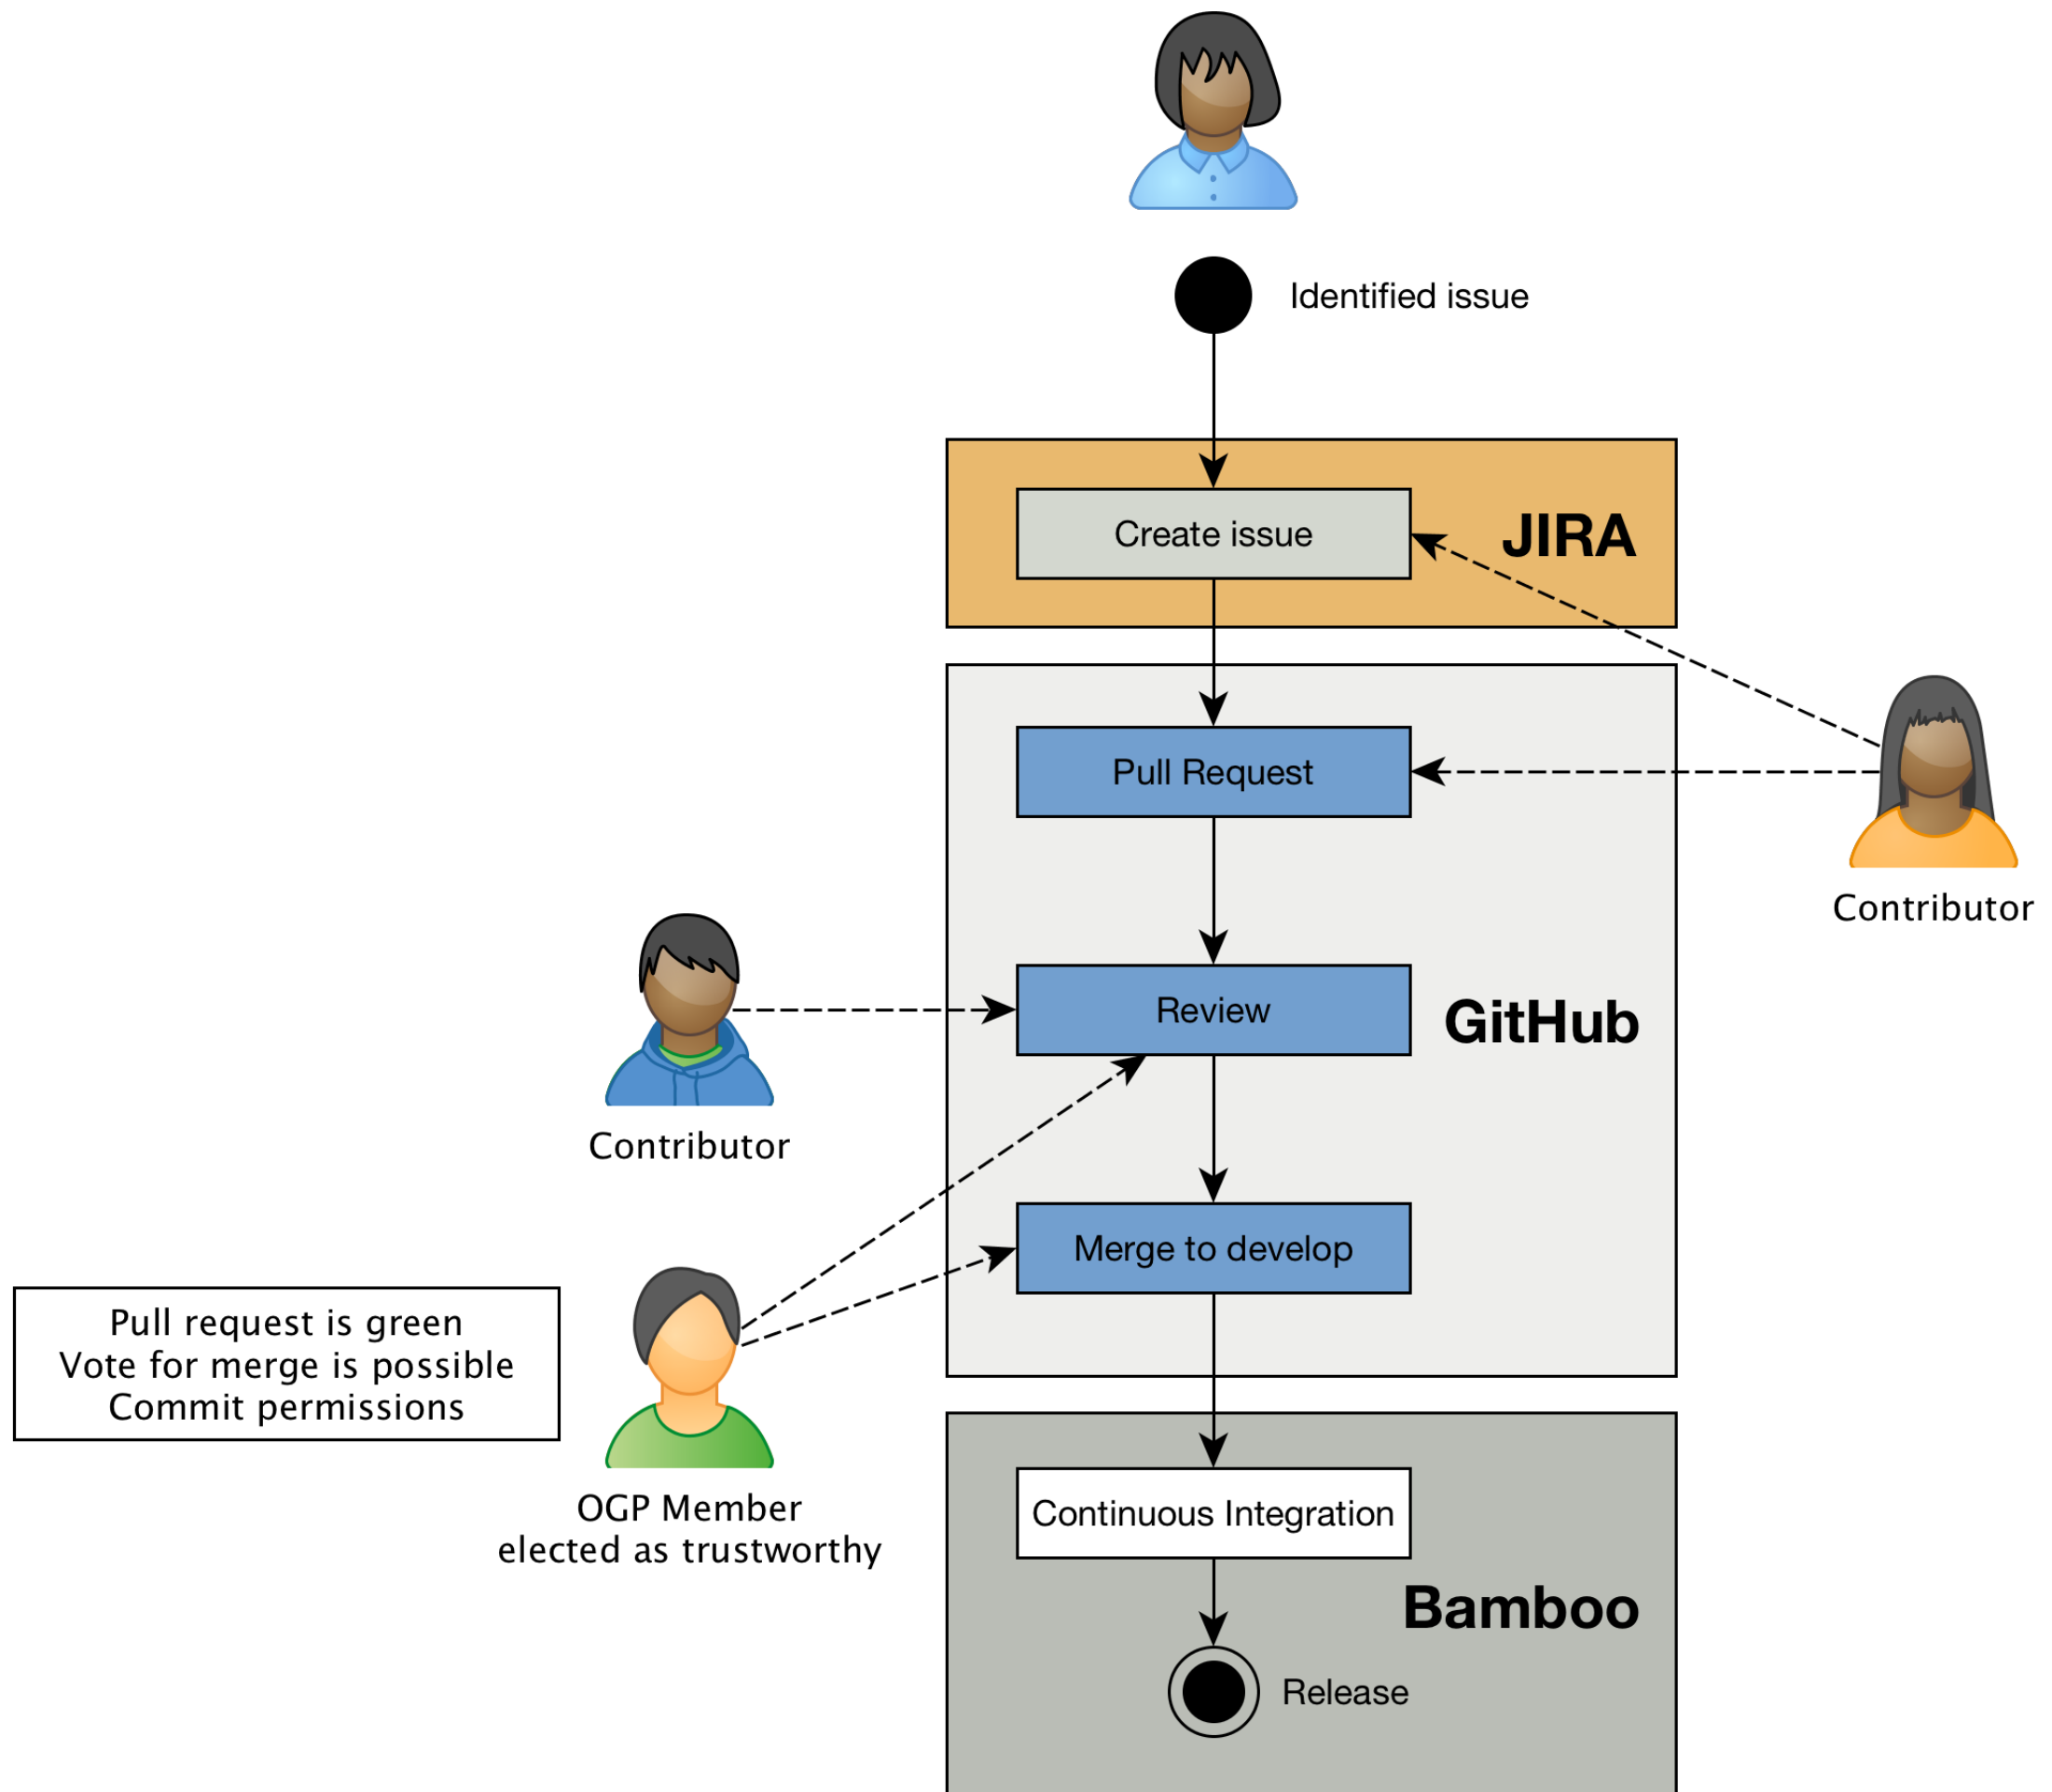 Identified issue
Create issue
JIRA
Pull Request
Contributor
Review
GitHub
Contributor
Merge to develop
Pull request is green
Vote for merge is possible
Commit permissions
OGP Member
elected as trustworthy
Continuous Integration
Bamboo
Release